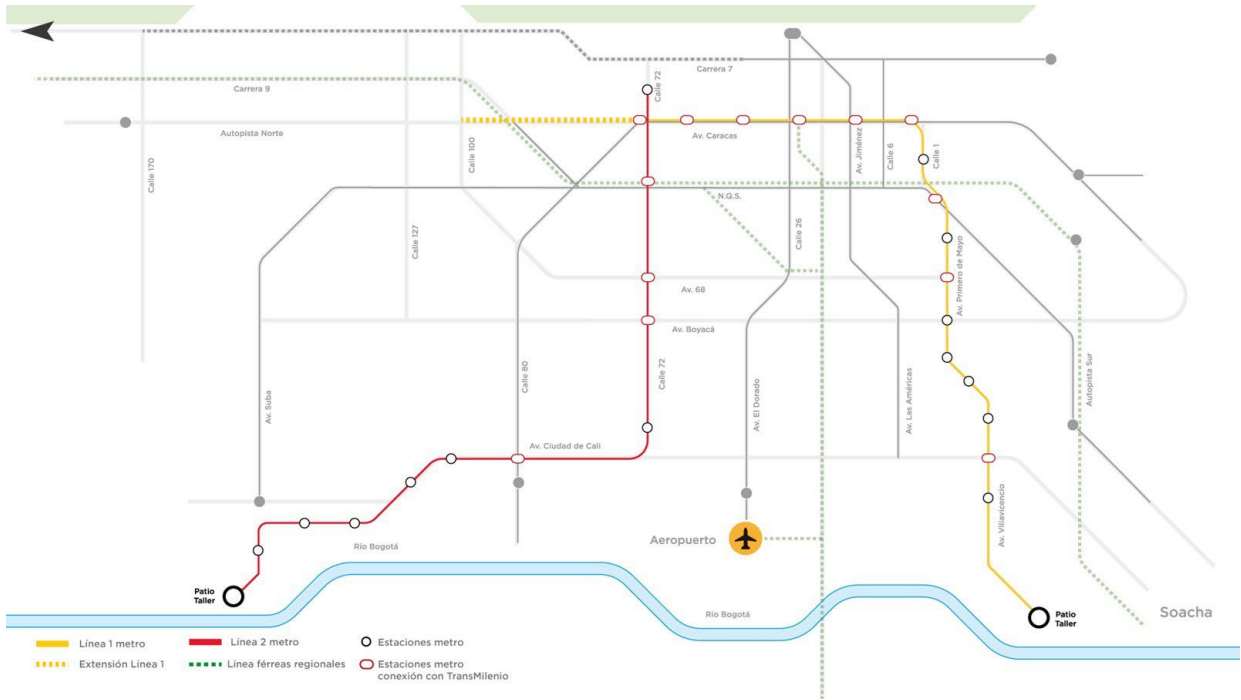 Carrera 7
Calle 72
Carrera 9
Autopista Norte
Av. Caracas
Av. Jiménez
Calle 6
Calle 1
Calle 170
Calle 100
Calle 127
N.Q.S.
Calle 26
Av. 68
Av. Primero de Mayo
Av. Boyacá
Calle 72
Calle 80
Av. Suba
Av. El Dorado
Av. Las Américas
Autopista Sur
Av. Ciudad de Cali
Av. Villavicencio
Río Bogotá
Aeropuerto
Patio
Taller
Río Bogotá
Patio
Taller
Soacha
Línea 1 metro
Línea 2 metro
Estaciones metro
Extensión Línea 1
Línea férreas regionales
Estaciones metro
conexión con TransMilenio